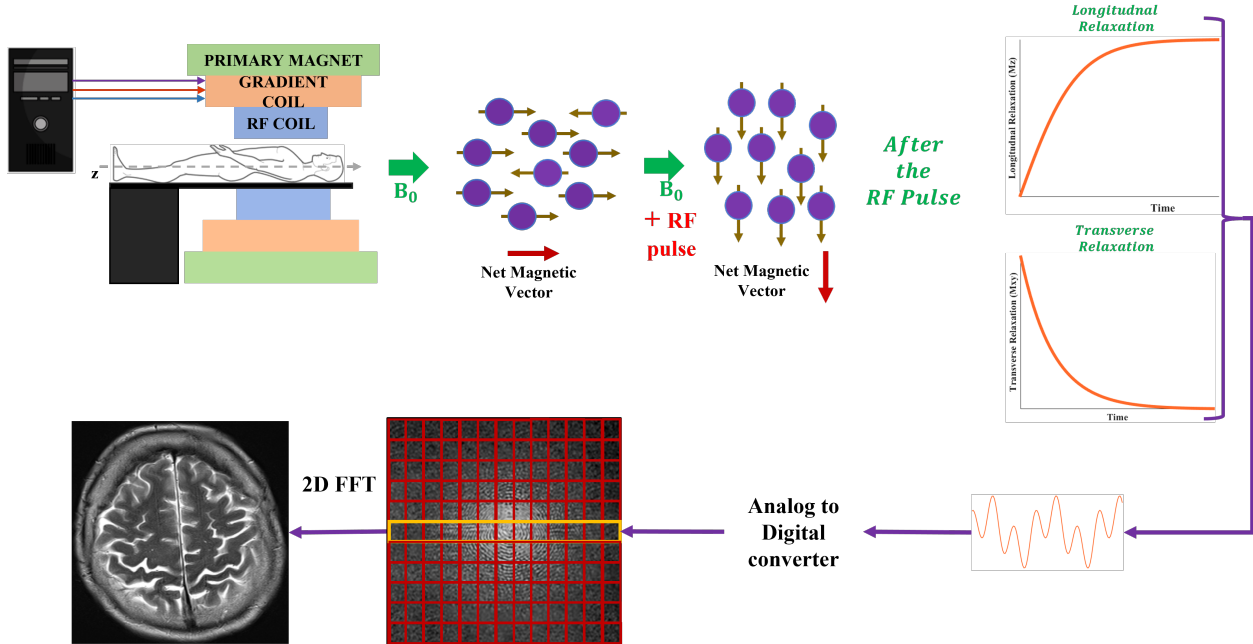 PRIMARY MAGNET
GRADIENT
COIL
RF COIL
z
B0
Net Magnetic
Vector
B0
+ RF
pulse
Net Magnetic
Vector
After
the
RF Pulse
Longitudnal
Relaxation
Longitudnal Relaxation (Mz)
Time
Transverse
Relaxation
Transverse Relaxation (Mxy)
Time
2D FFT
Analog to
Digital
converter